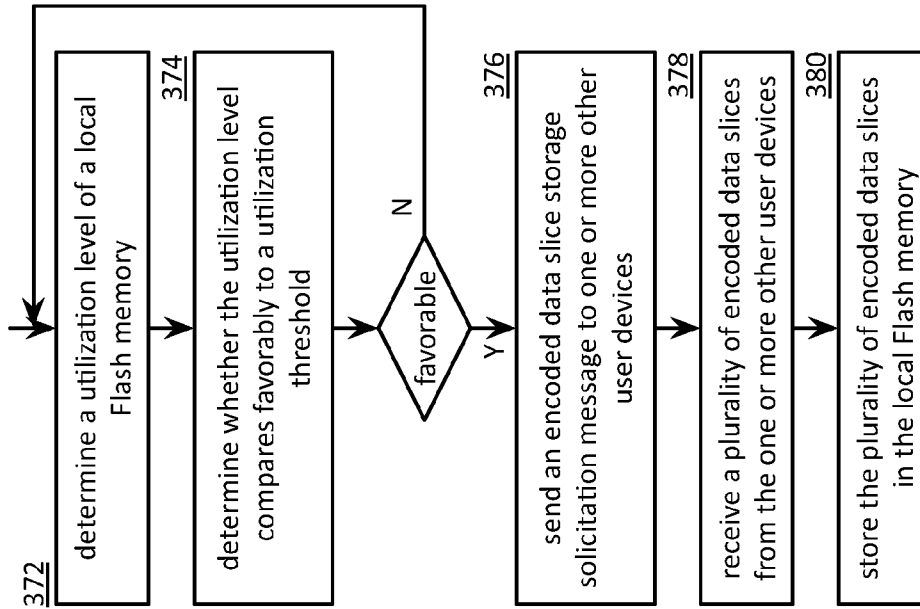 372
determine a utilization level of a local
Flash memory
374
determine whether the utilization level
compares favorably to a utilization
threshold
favorable
N
Y
376
send an encoded data slice storage
solicitation message to one or more other
user devices
378
receive a plurality of encoded data slices
from the one or more other user devices
380
store the plurality of encoded data slices
in the local Flash memory